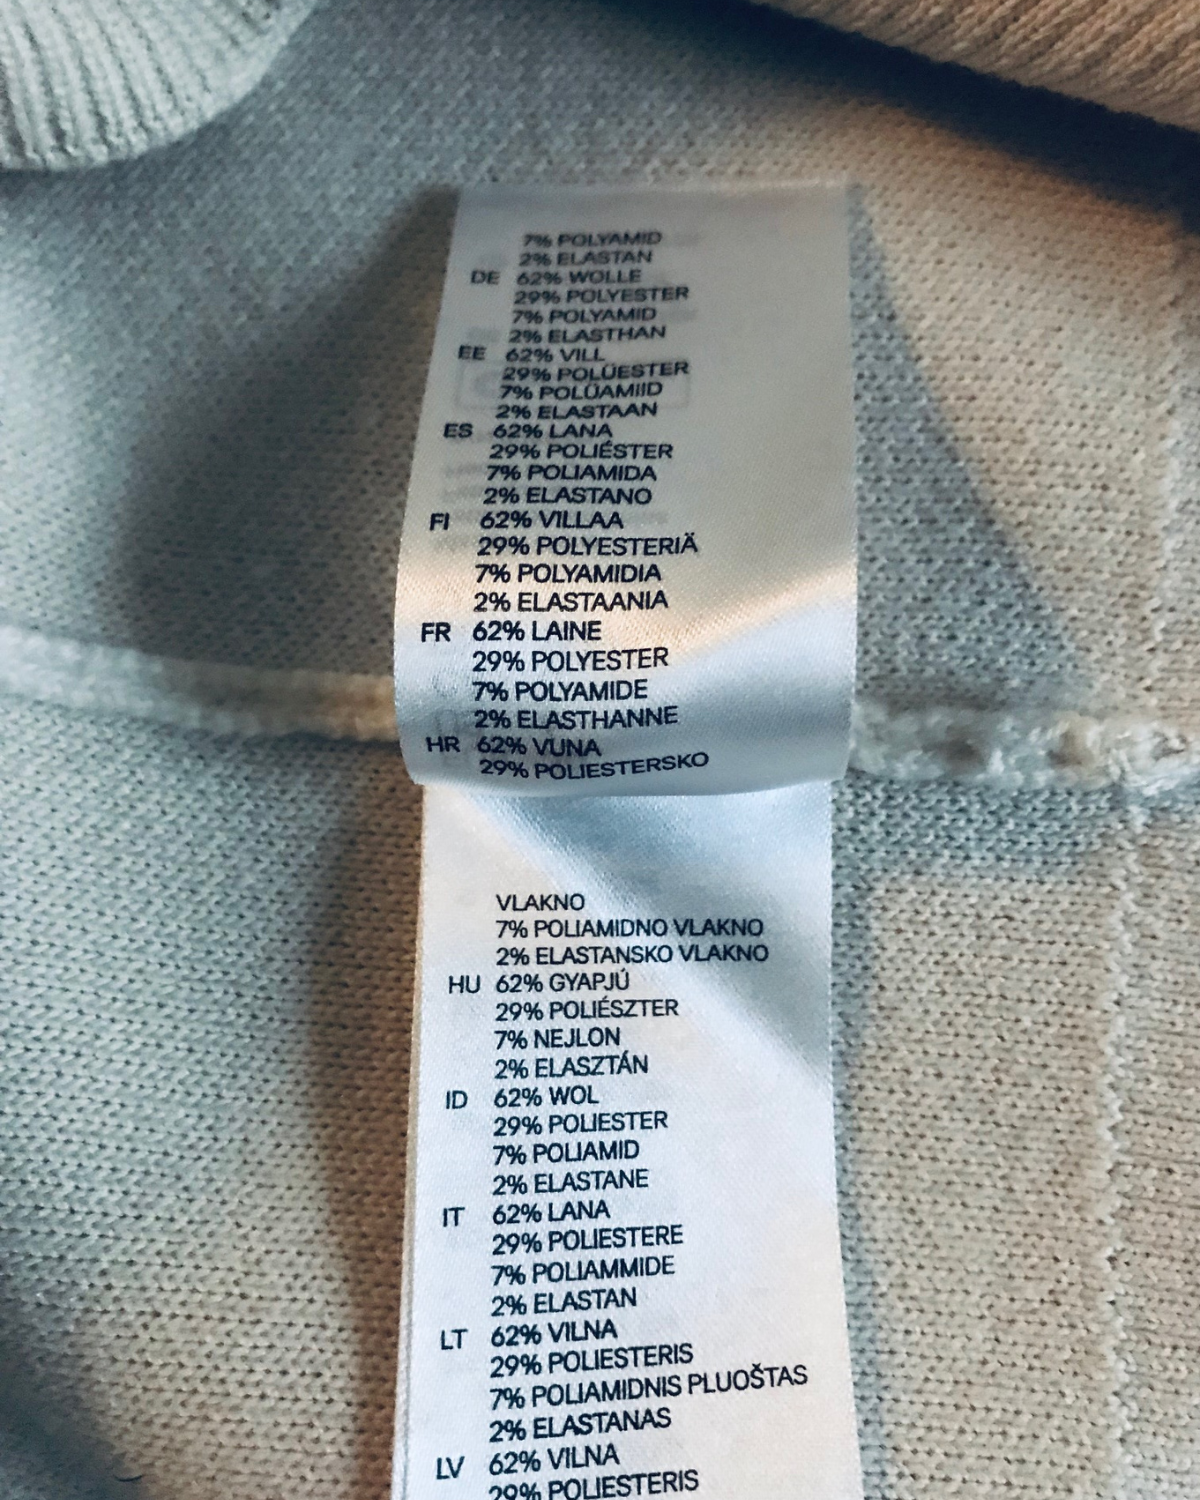 7% POLYAMID
2% ELASTAN
DE 62% WOLLE
29% POLYESTER
7% POLYAMID
2% ELASTHAN
EE 62% VILL
29% POLÜESTER
7% POLÜAMIID
2% ELASTAAN
ES 62% LANA
29% POLIÉSTER
7% POLIAMIDA
2% ELASTANO
FI 62% VILLAA
29% POLYESTERIÄ
7% POLYAMIDIA
2% ELASTAANIA
FR 62% LAINE
29% POLYESTER
7% POLYAMIDE
2% ELASTHANNE
HR 62% VUNA
29% POLIESTERSKO
VLAKNO
7% POLIAMIDNO VLAKNO
2% ELASTANSKO VLAKNO
HU 62% GYAPJÚ
29% POLIÉSZTER
7% NEJLON
2% ELASZTÁN
ID 62% WOL
29% POLIESTER
7% POLIAMID
2% ELASTANE
IT 62% LANA
29% POLIESTERE
7% POLIAMMIDE
2% ELASTAN
LT 62% VILNA
29% POLIESTERIS
7% POLIAMIDNIS PLUOŠTAS
2% ELASTANAS
LV 62% VILNA
29% POLIESTERIS